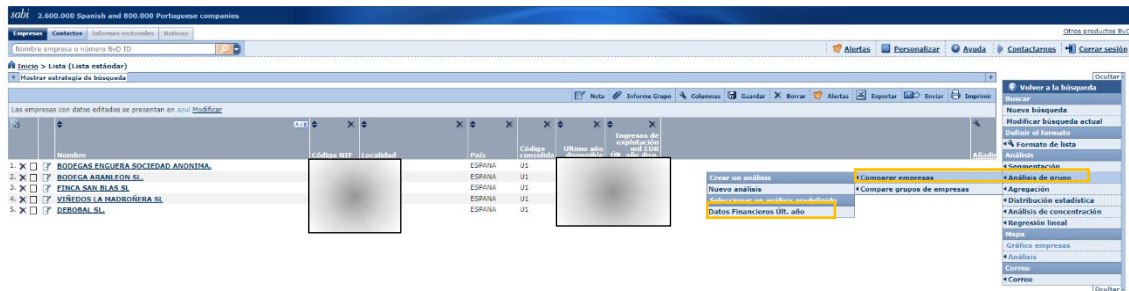 sabi 2.600.000 Spanish and 800.000 Portuguese companies
Empresas Contactos Informes sectoriales Noticias
Otros productos BvD
Nombre empresa o número BvD ID
Alertas Personalizar Ayuda Contactarnos Cerrar sesión
Inicio > Lista (Lista estándar)
Mostrar estrategia de búsqueda
Ocultar
Volver a la búsqueda
Nota Informe Grupo Columnas Guardar Borrar Alertas Exportar Enviar Imprimir
Buscar
Las empresas con datos editados se presentan en azul Modificar
Nueva búsqueda
Modificar búsqueda actual
Definir el formato
Formato de lista
Nombre Código NIF Localidad País Código consolida Ultimo año disponible Ingresos de explotación mil EUR Últ. año disp. Añadir
Análisis
Segmentación
1. BODEGAS ENGUERA SOCIEDAD ANONIMA. ESPANA U1
2. BODEGA ARANLEON SL. ESPANA U1
3. FINCA SAN BLAS SL ESPANA U1
4. VIÑEDOS LA MADROÑERA SL ESPANA U1
5. DEBOBAL SL. ESPANA U1
Crear un análisis
Nuevo análisis
Seleccionar un análisis predefinido
Datos Financieros Últ. año
Comparar empresas
Compare grupos de empresas
Análisis de grupo
Agregación
Distribución estadística
Análisis de concentración
Regresión lineal
Mapa
Gráfico empresas
Análisis
Correo
Correo
Ocultar